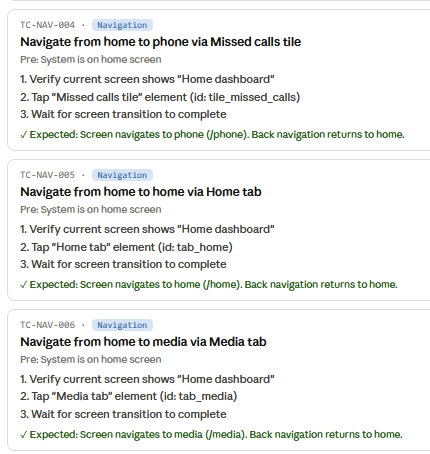 TC-NAV-004 · Navigation
Navigate from home to phone via Missed calls tile
Pre: System is on home screen
1. Verify current screen shows "Home dashboard"
2. Tap "Missed calls tile" element (id: tile_missed_calls)
3. Wait for screen transition to complete
✓ Expected: Screen navigates to phone (/phone). Back navigation returns to home.
TC-NAV-005 · Navigation
Navigate from home to home via Home tab
Pre: System is on home screen
1. Verify current screen shows "Home dashboard"
2. Tap "Home tab" element (id: tab_home)
3. Wait for screen transition to complete
✓ Expected: Screen navigates to home (/home). Back navigation returns to home.
TC-NAV-006 · Navigation
Navigate from home to media via Media tab
Pre: System is on home screen
1. Verify current screen shows "Home dashboard"
2. Tap "Media tab" element (id: tab_media)
3. Wait for screen transition to complete
✓ Expected: Screen navigates to media (/media). Back navigation returns to home.